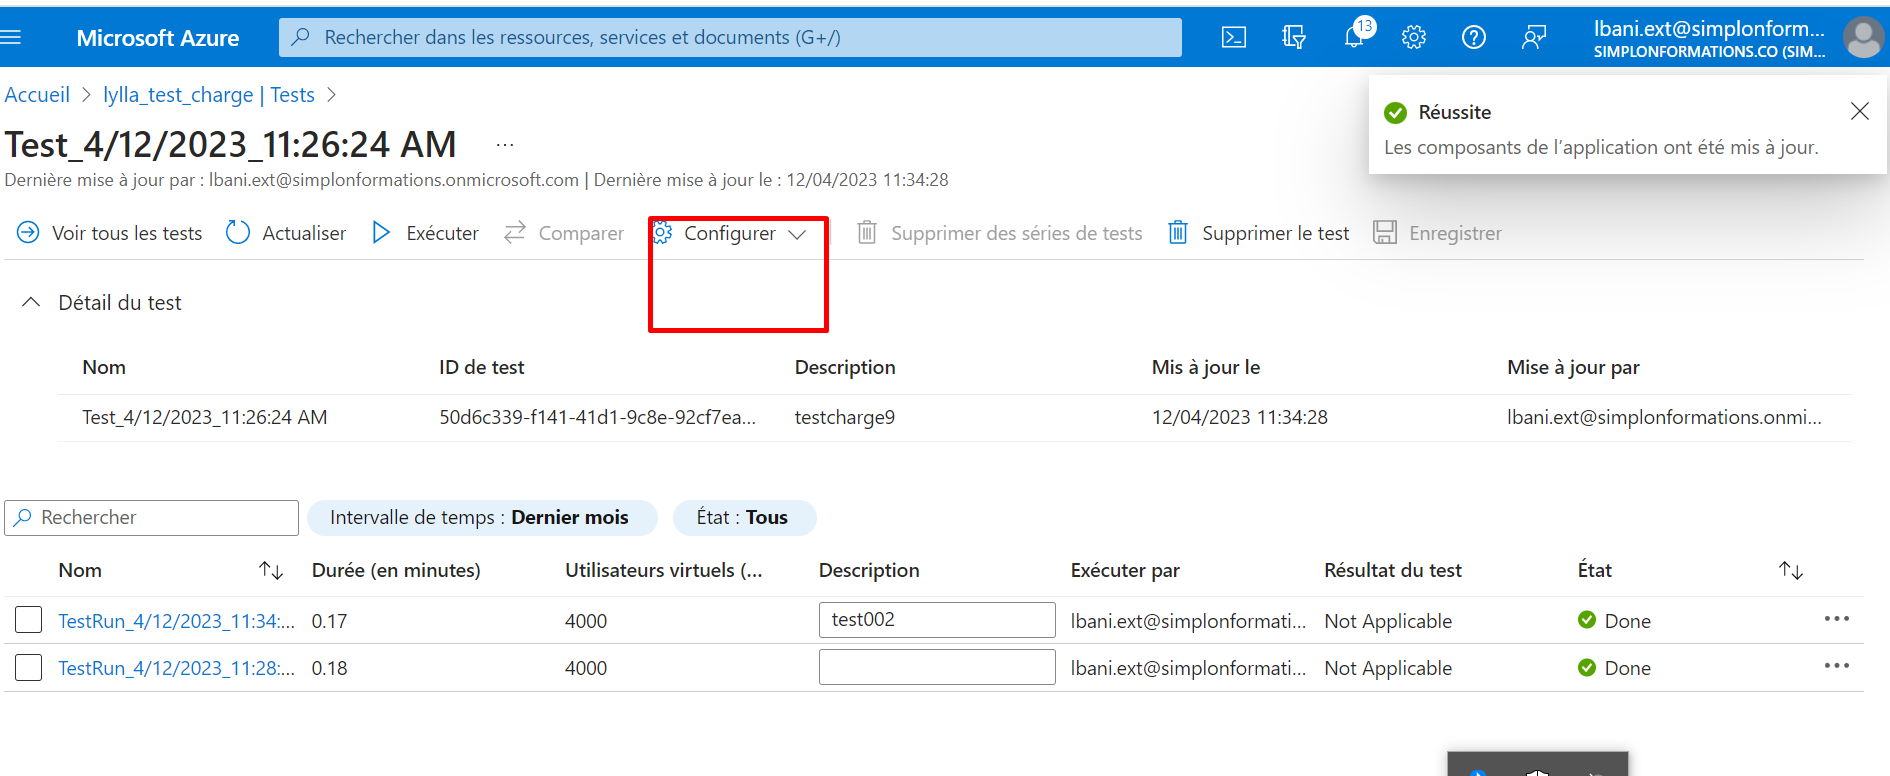 Microsoft Azure
Rechercher dans les ressources, services et documents (G+/)
13
lbani.ext@simplonform...
SIMPLONFORMATIONS.CO (SIM...
Accueil > lylla_test_charge | Tests >
Réussite
Les composants de l'application ont été mis à jour.
Test_4/12/2023_11:26:24 AM ...
Dernière mise à jour par : lbani.ext@simplonformations.onmicrosoft.com | Dernière mise à jour le : 12/04/2023 11:34:28
Voir tous les tests Actualiser Exécuter Comparer Configurer Supprimer des séries de tests Supprimer le test Enregistrer
Détail du test
Nom ID de test Description Mis à jour le Mise à jour par
Test_4/12/2023_11:26:24 AM 50d6c339-f141-41d1-9c8e-92cf7ea... testcharge9 12/04/2023 11:34:28 lbani.ext@simplonformations.onmi...
Rechercher Intervalle de temps : Dernier mois État : Tous
Nom Durée (en minutes) Utilisateurs virtuels (... Description Exécuter par Résultat du test État
TestRun_4/12/2023_11:34:... 0.17 4000 test002 lbani.ext@simplonformati... Not Applicable Done
TestRun_4/12/2023_11:28:... 0.18 4000 lbani.ext@simplonformati... Not Applicable Done